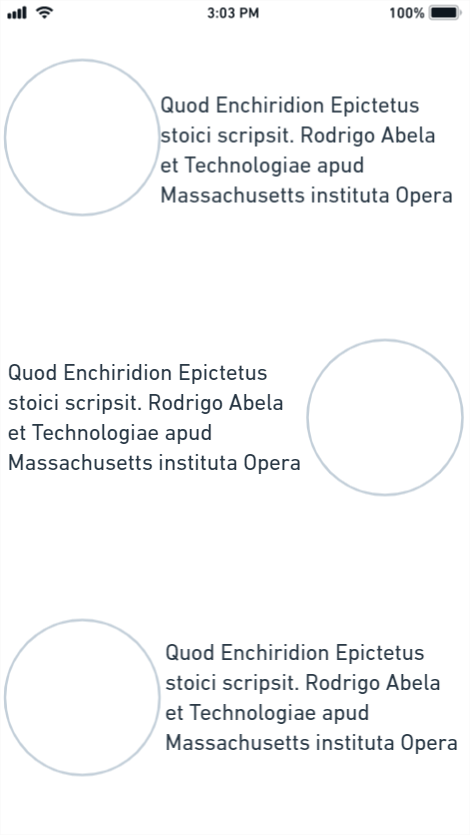 3:03 PM
100%
Quod Enchiridion Epictetus
stoici scripsit. Rodrigo Abela
et Technologiae apud
Massachusetts instituta Opera
Quod Enchiridion Epictetus
stoici scripsit. Rodrigo Abela
et Technologiae apud
Massachusetts instituta Opera
Quod Enchiridion Epictetus
stoici scripsit. Rodrigo Abela
et Technologiae apud
Massachusetts instituta Opera